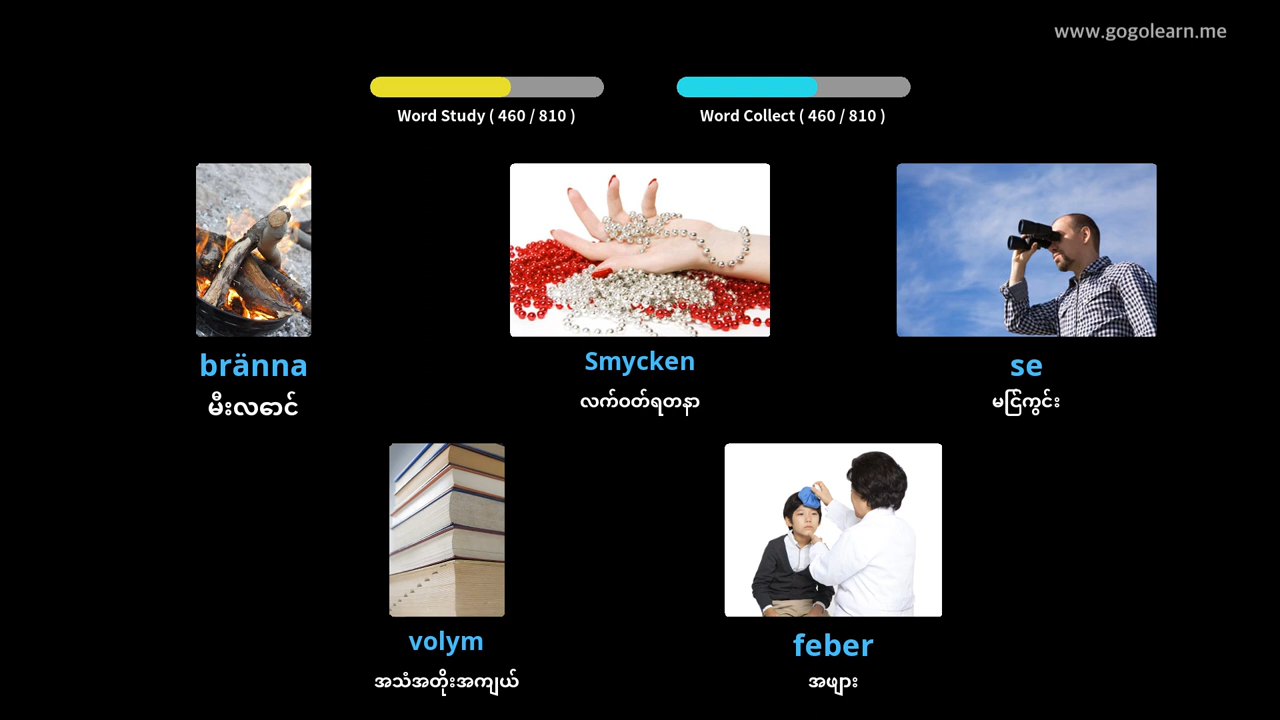 www.gogolearn.me
Word Study ( 460 / 810 )
Word Collect ( 460 / 810 )
bränna
မီးလောင်
Smycken
လက်ဝတ်ရတနာ
se
မြင်ကွင်း
volym
အသံအတိုးအကျယ်
feber
အဖျား